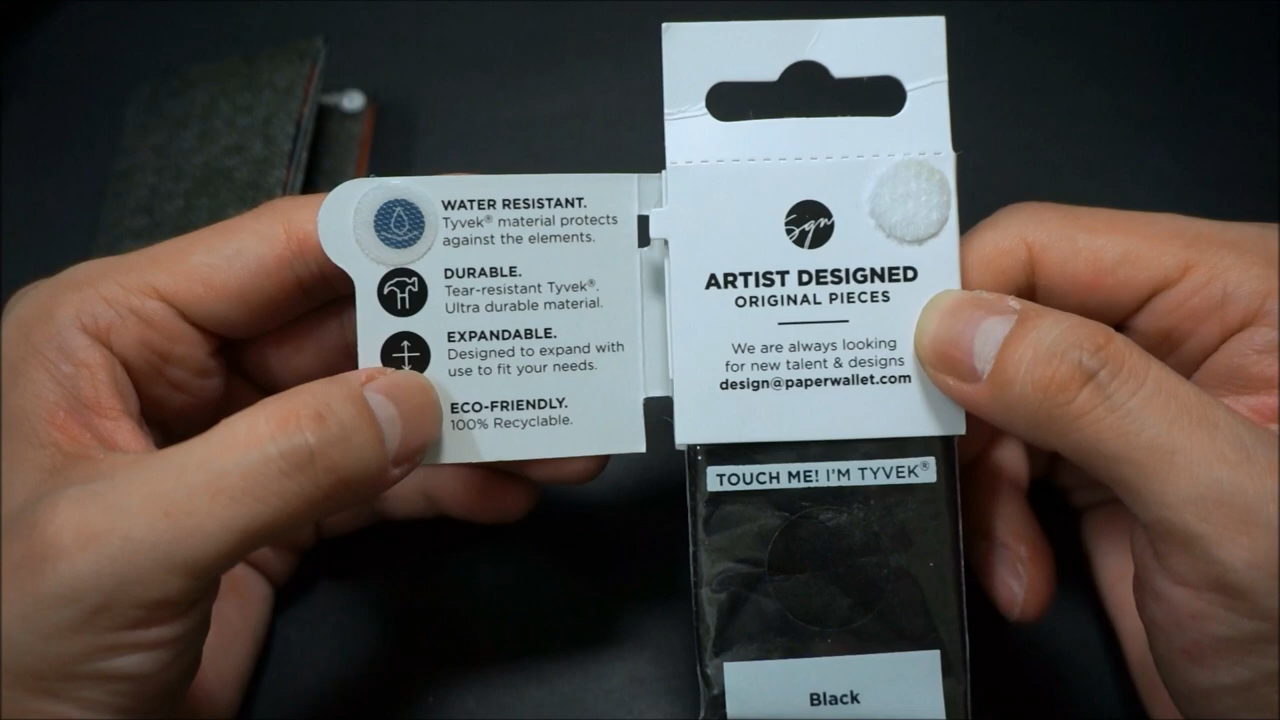 WATER RESISTANT.
Tyvek® material protects
against the elements.
DURABLE.
Tear-resistant Tyvek®.
Ultra durable material.
EXPANDABLE.
Designed to expand with
use to fit your needs.
ECO-FRIENDLY.
100% Recyclable.
Sgn
ARTIST DESIGNED
ORIGINAL PIECES
We are always looking
for new talent & designs
design@paperwallet.com
TOUCH ME! I'M TYVEK®
Black